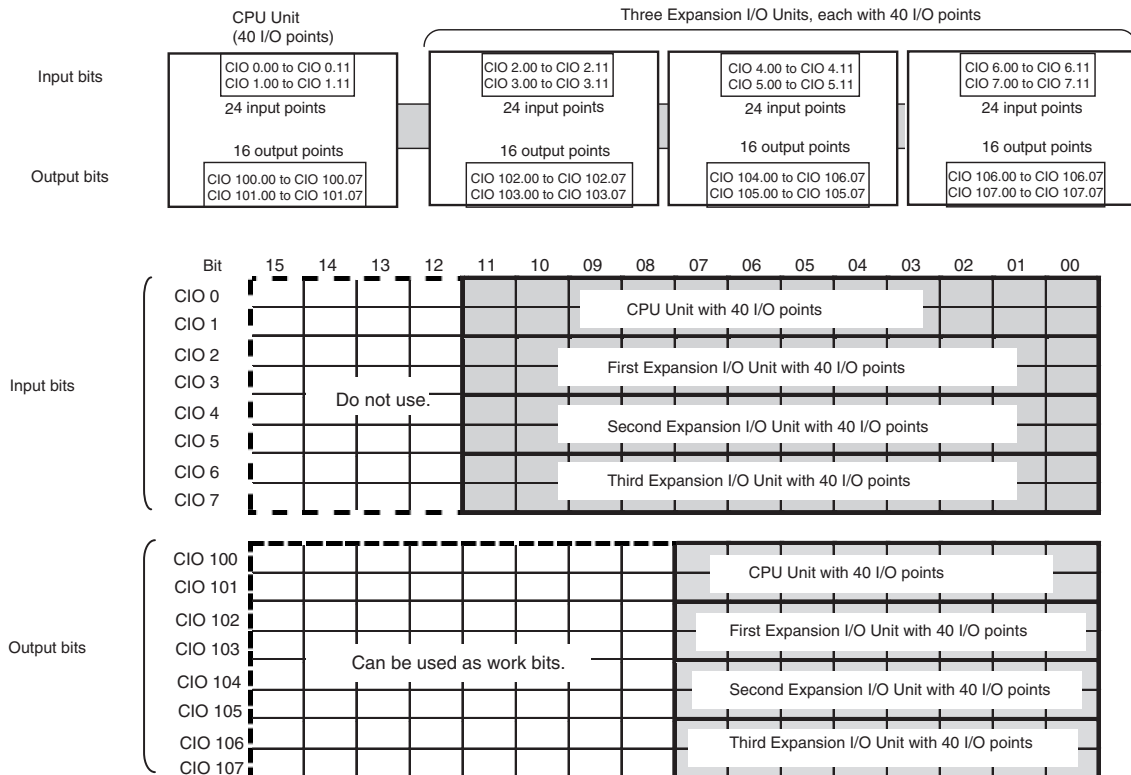 CPU Unit
(40 I/O points)
Three Expansion I/O Units, each with 40 I/O points
Input bits
CIO 0.00 to CIO 0.11
CIO 1.00 to CIO 1.11
24 input points
CIO 2.00 to CIO 2.11
CIO 3.00 to CIO 3.11
24 input points
CIO 4.00 to CIO 4.11
CIO 5.00 to CIO 5.11
24 input points
CIO 6.00 to CIO 6.11
CIO 7.00 to CIO 7.11
24 input points
Output bits
16 output points
CIO 100.00 to CIO 100.07
CIO 101.00 to CIO 101.07
16 output points
CIO 102.00 to CIO 102.07
CIO 103.00 to CIO 103.07
16 output points
CIO 104.00 to CIO 106.07
CIO 105.00 to CIO 105.07
16 output points
CIO 106.00 to CIO 106.07
CIO 107.00 to CIO 107.07
Bit 15 14 13 12 11 10 09 08 07 06 05 04 03 02 01 00
Input bits
CIO 0
CIO 1
CIO 2
CIO 3
CIO 4
CIO 5
CIO 6
CIO 7
Do not use.
CPU Unit with 40 I/O points
First Expansion I/O Unit with 40 I/O points
Second Expansion I/O Unit with 40 I/O points
Third Expansion I/O Unit with 40 I/O points
Output bits
CIO 100
CIO 101
CIO 102
CIO 103
CIO 104
CIO 105
CIO 106
CIO 107
Can be used as work bits.
CPU Unit with 40 I/O points
First Expansion I/O Unit with 40 I/O points
Second Expansion I/O Unit with 40 I/O points
Third Expansion I/O Unit with 40 I/O points